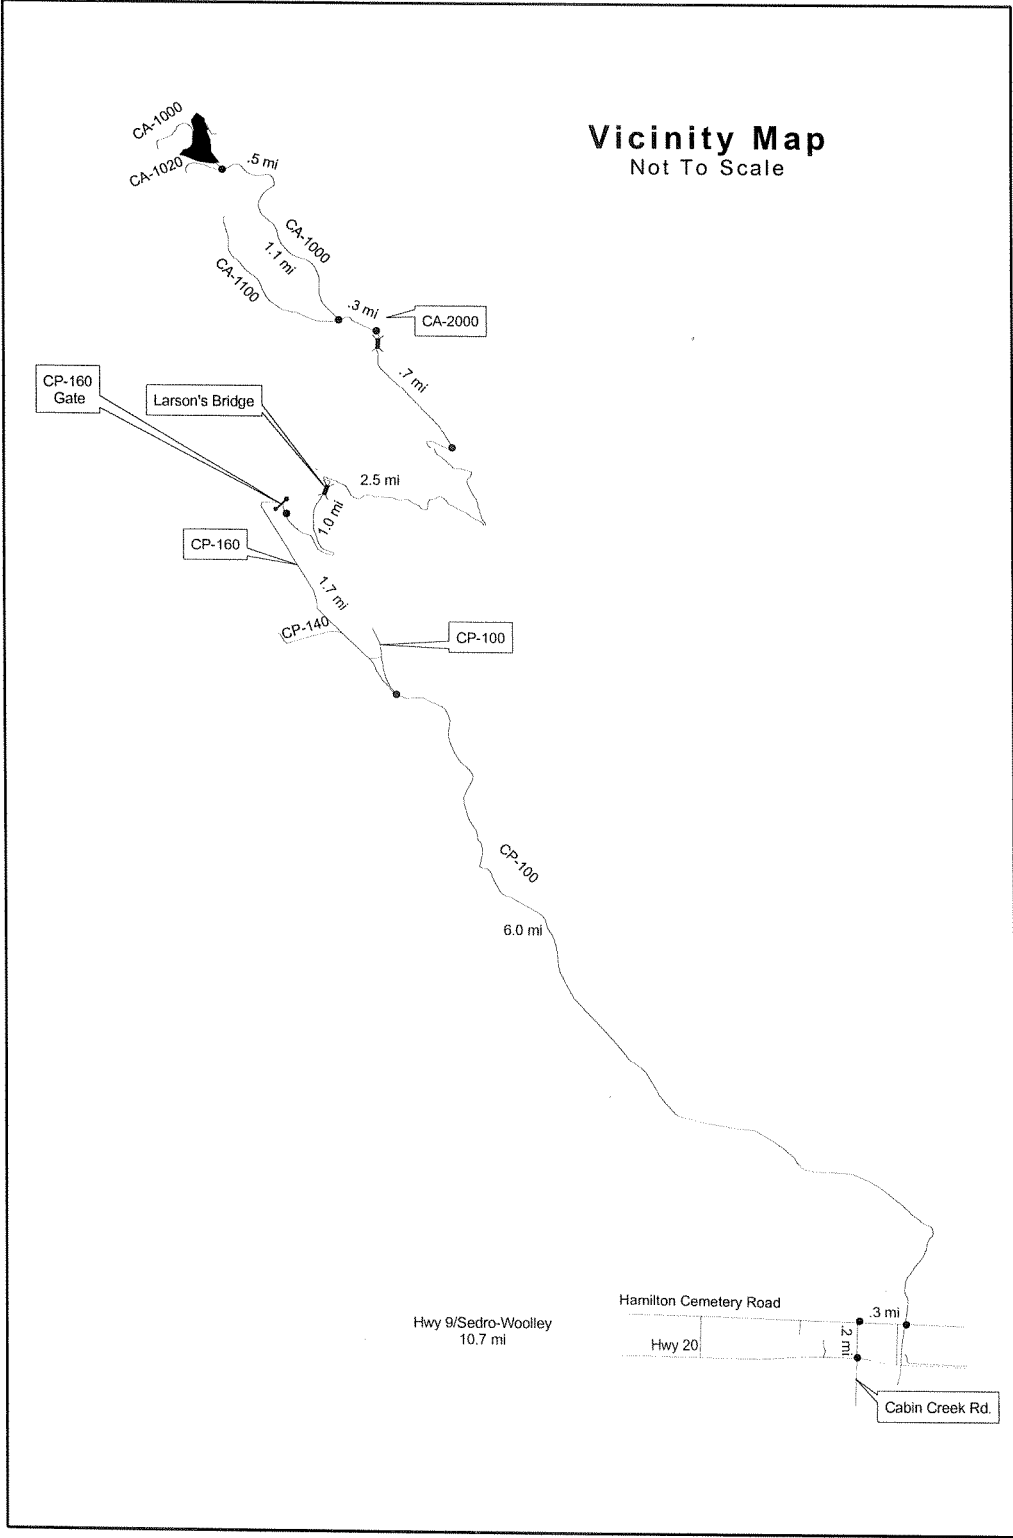 Vicinity Map
Not To Scale
CA-1000
CA-1020
.5 mi
CA-1000
1.1 mi
CA-1100
.3 mi
CA-2000
.7 mi
CP-160
Gate
Larson's Bridge
2.5 mi
1.0 mi
CP-160
1.7 mi
CP-140
CP-100
CP-100
6.0 mi
Hamilton Cemetery Road
.3 mi
Hwy 9/Sedro-Woolley
10.7 mi
Hwy 20
.2 mi
Cabin Creek Rd.